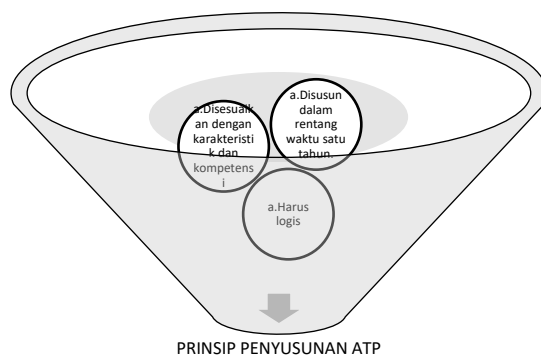 a.Disesuaik
an dengan
karakteristi
k dan
kompetens
i
a.Disusun
dalam
rentang
waktu satu
tahun.
a.Harus
logis
PRINSIP PENYUSUNAN ATP